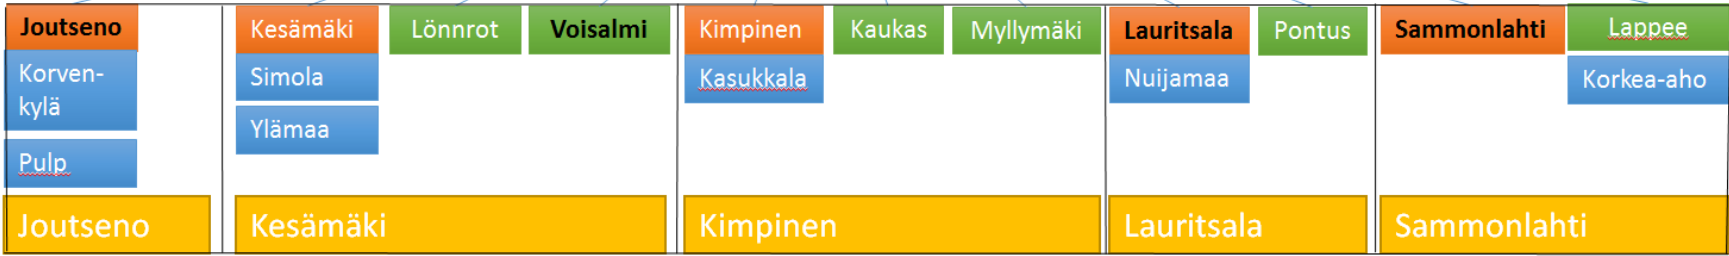 Joutseno
Korven-
kylä
Pulp
Joutseno
Kesämäki
Simola
Ylämaa
Lönnrot
Voisalmi
Kesämäki
Kimpinen
Kasukkala
Kaukas
Myllymäki
Kimpinen
Lauritsala
Nuijamaa
Pontus
Lauritsala
Sammonlahti
Lappee
Korkea-aho
Sammonlahti